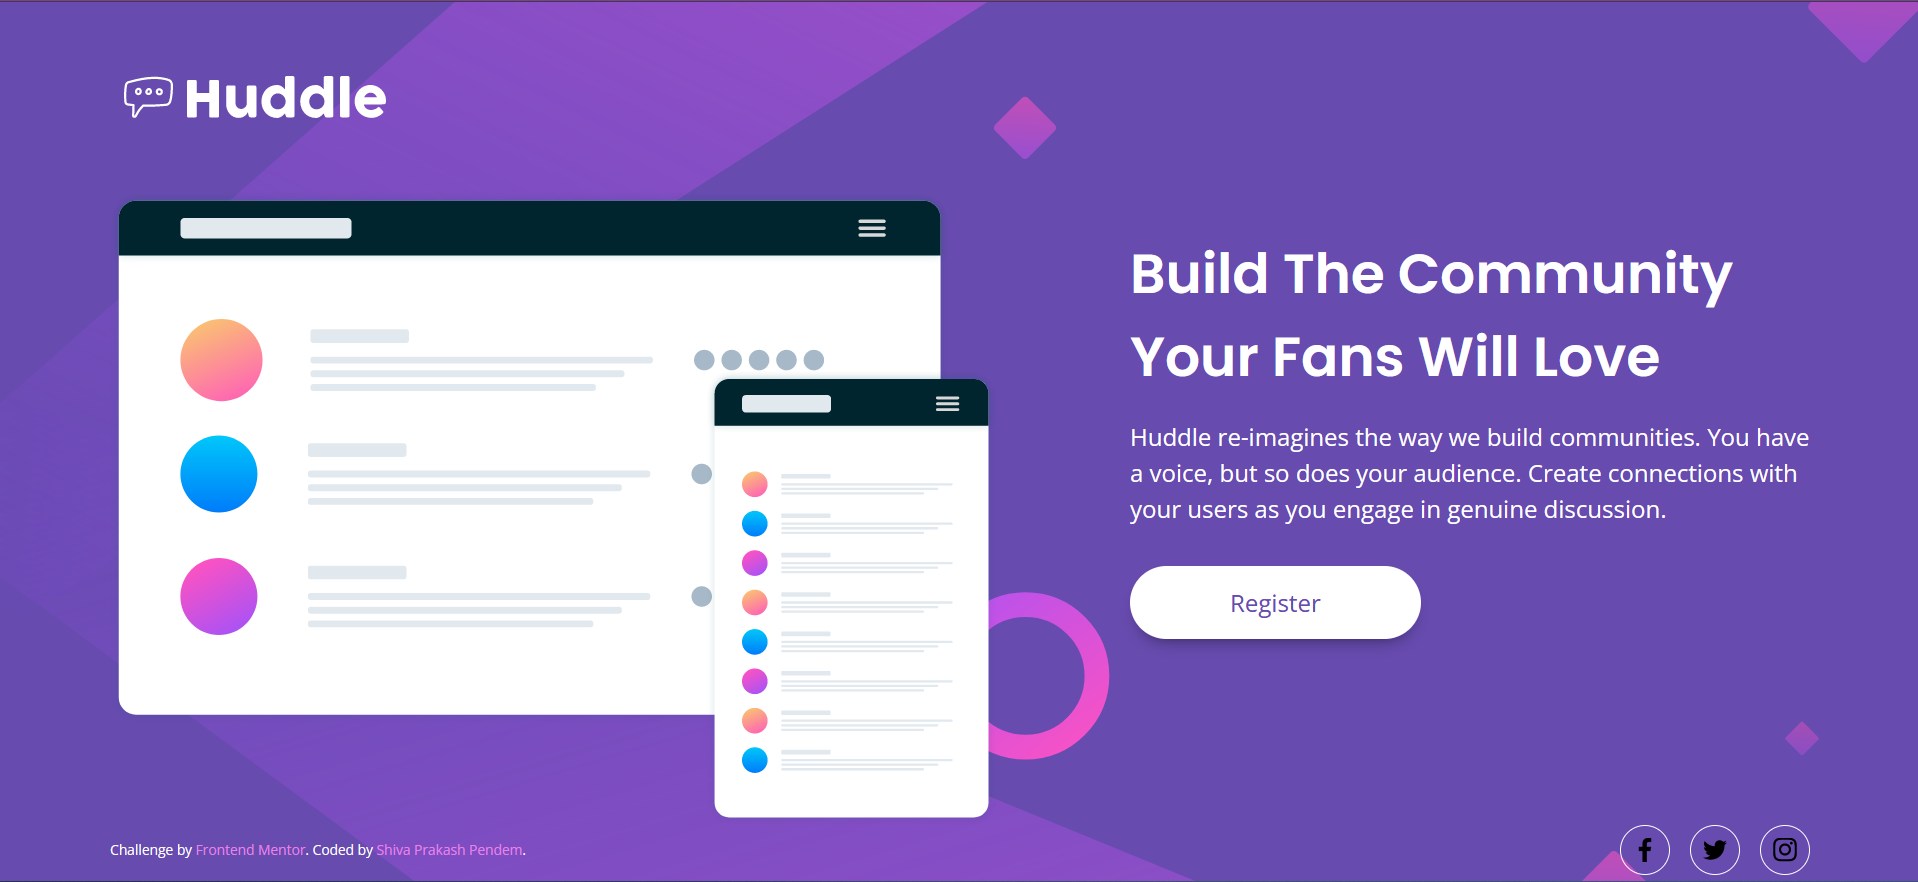 Huddle
Build The Community
Your Fans Will Love
Huddle re-imagines the way we build communities. You have
a voice, but so does your audience. Create connections with
your users as you engage in genuine discussion.
Register
Challenge by Frontend Mentor. Coded by Shiva Prakash Pendem.